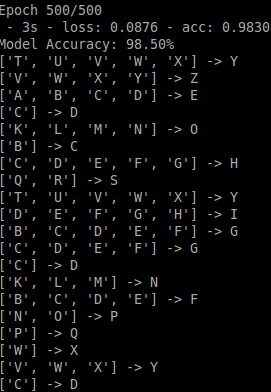 Epoch 500/500
- 3s - loss: 0.0876 - acc: 0.9830
Model Accuracy: 98.50%
['T', 'U', 'V', 'W', 'X'] -> Y
['V', 'W', 'X', 'Y'] -> Z
['A', 'B', 'C', 'D'] -> E
['C'] -> D
['K', 'L', 'M', 'N'] -> O
['B'] -> C
['C', 'D', 'E', 'F', 'G'] -> H
['Q', 'R'] -> S
['T', 'U', 'V', 'W', 'X'] -> Y
['D', 'E', 'F', 'G', 'H'] -> I
['B', 'C', 'D', 'E', 'F'] -> G
['C', 'D', 'E', 'F'] -> G
['C'] -> D
['K', 'L', 'M'] -> N
['B', 'C', 'D', 'E'] -> F
['N', 'O'] -> P
['P'] -> Q
['W'] -> X
['V', 'W', 'X'] -> Y
['C'] -> D